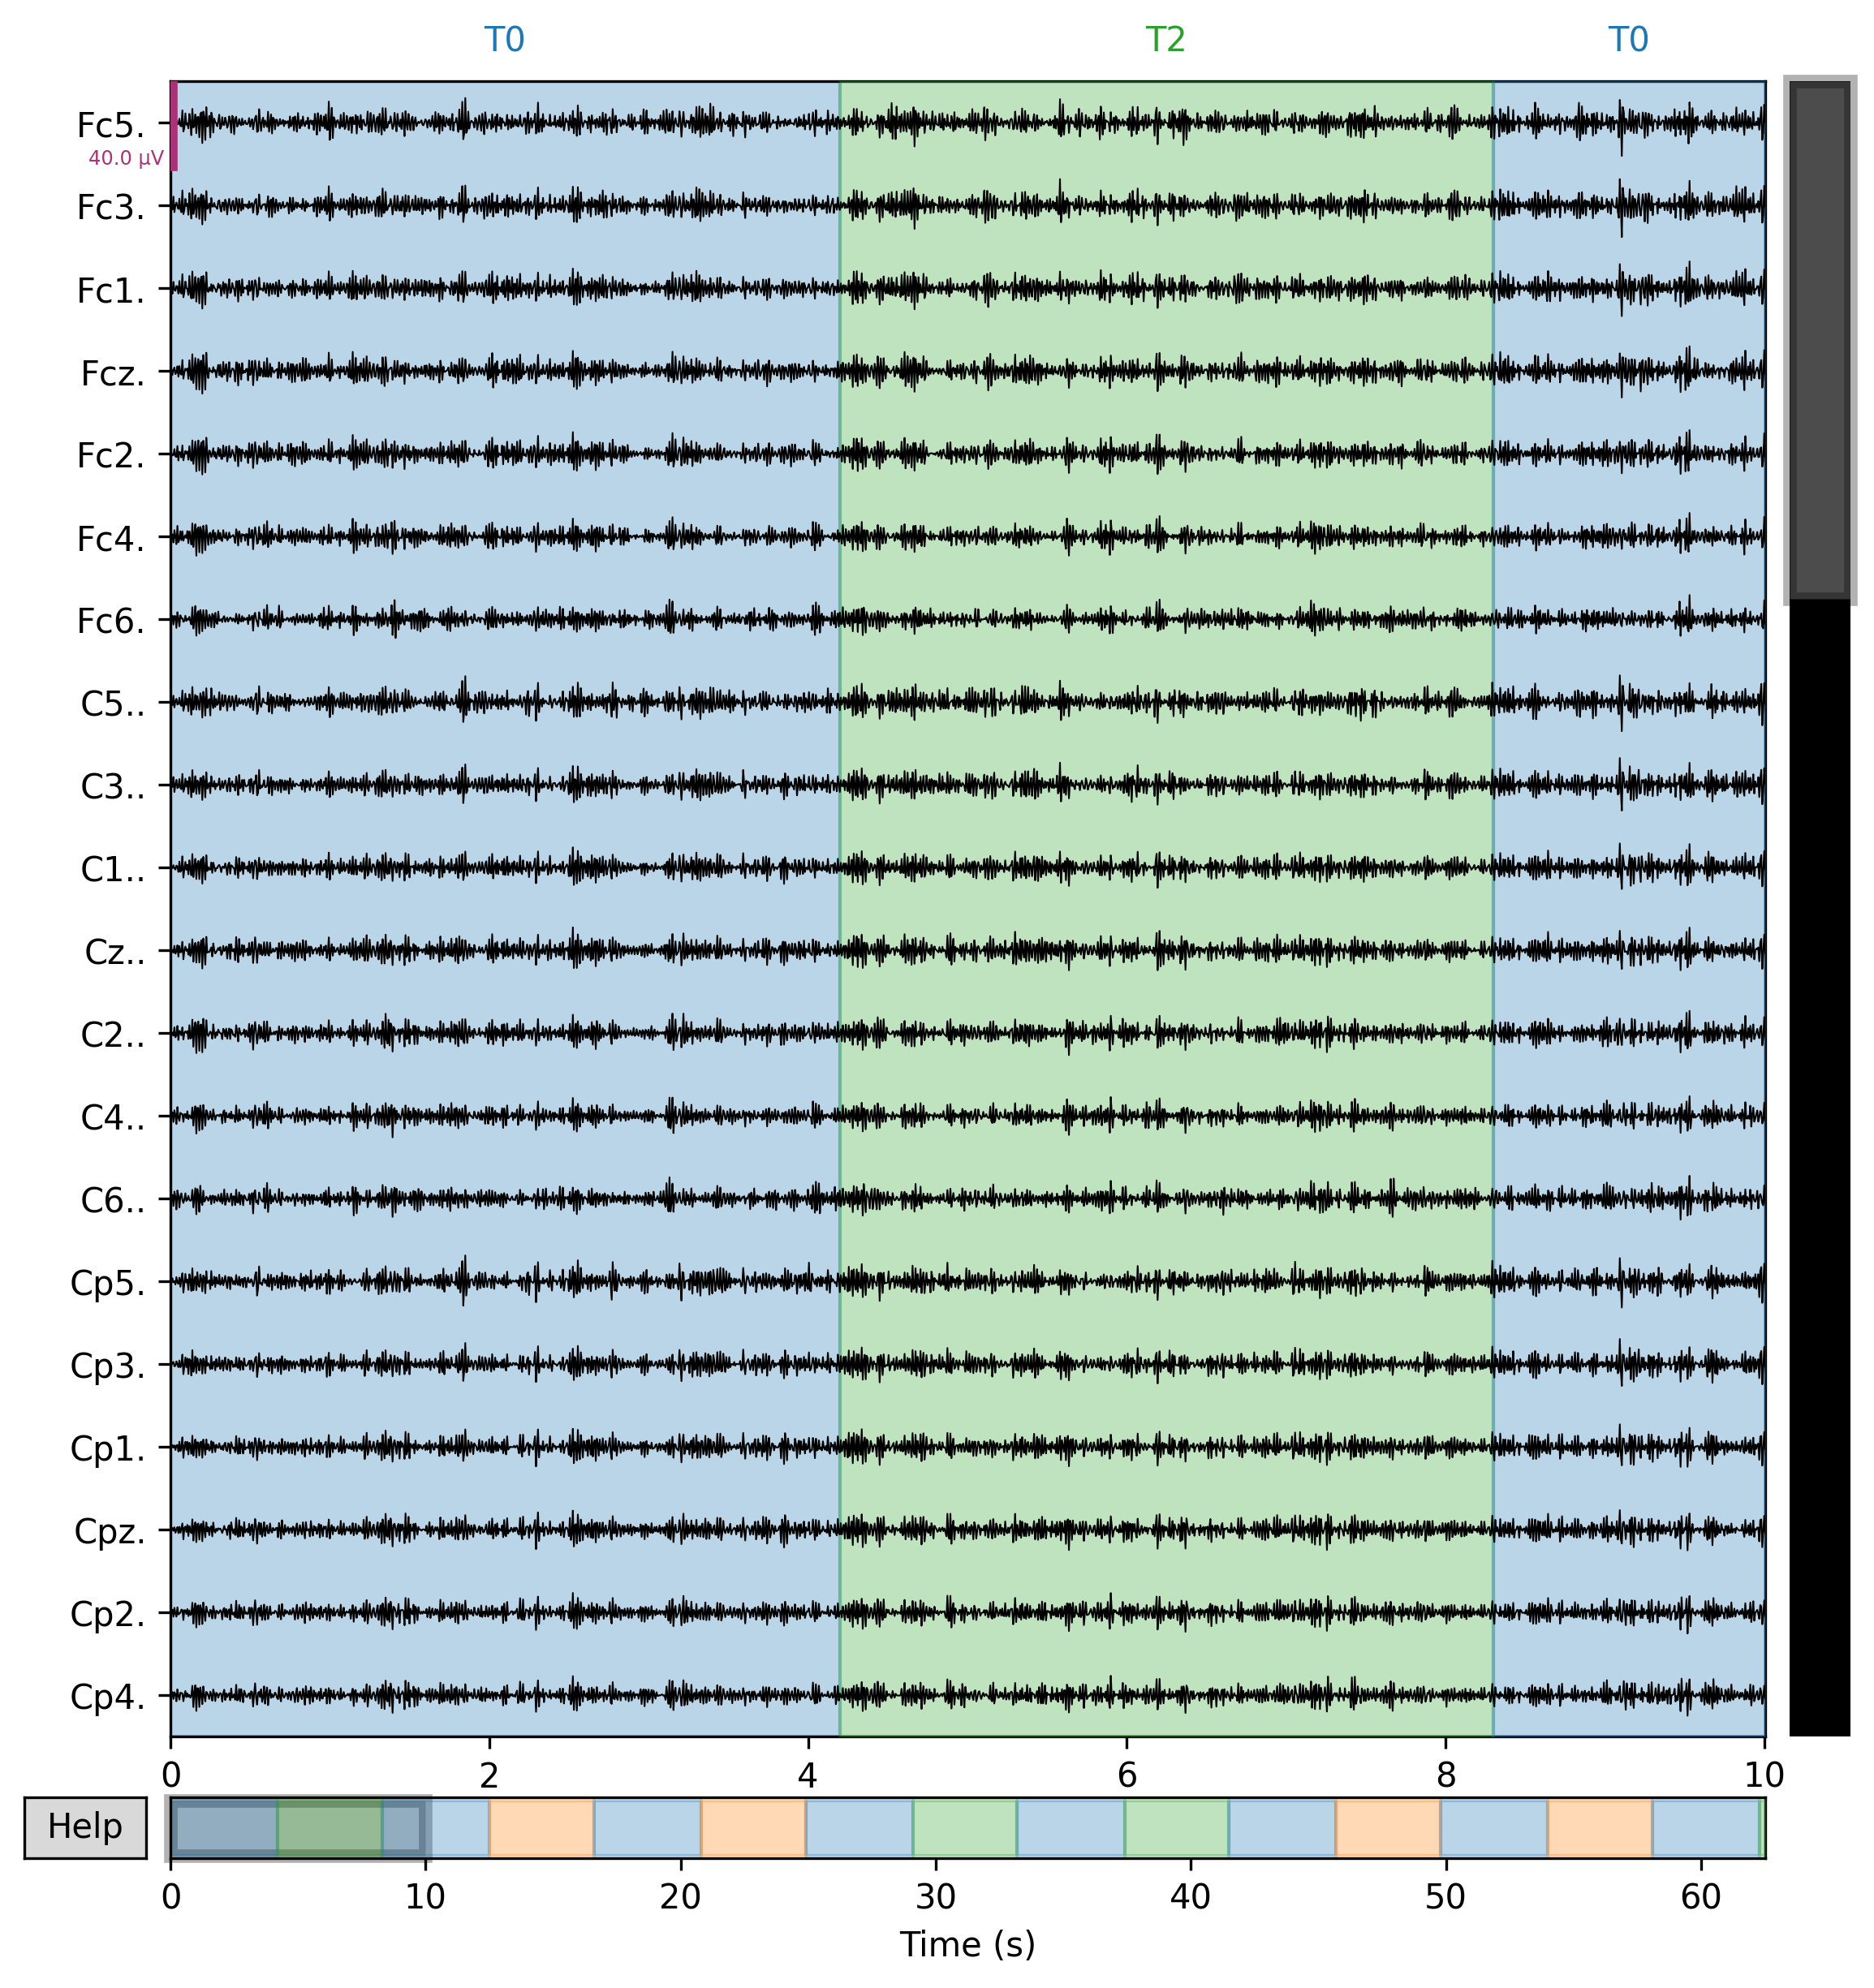 T0 T2 T0
Fc5.
40.0 µV
Fc3.
Fc1.
Fcz.
Fc2.
Fc4.
Fc6.
C5..
C3..
C1..
Cz..
C2..
C4..
C6..
Cp5.
Cp3.
Cp1.
Cpz.
Cp2.
Cp4.
0 2 4 6 8 10
Help
0 10 20 30 40 50 60
Time (s)